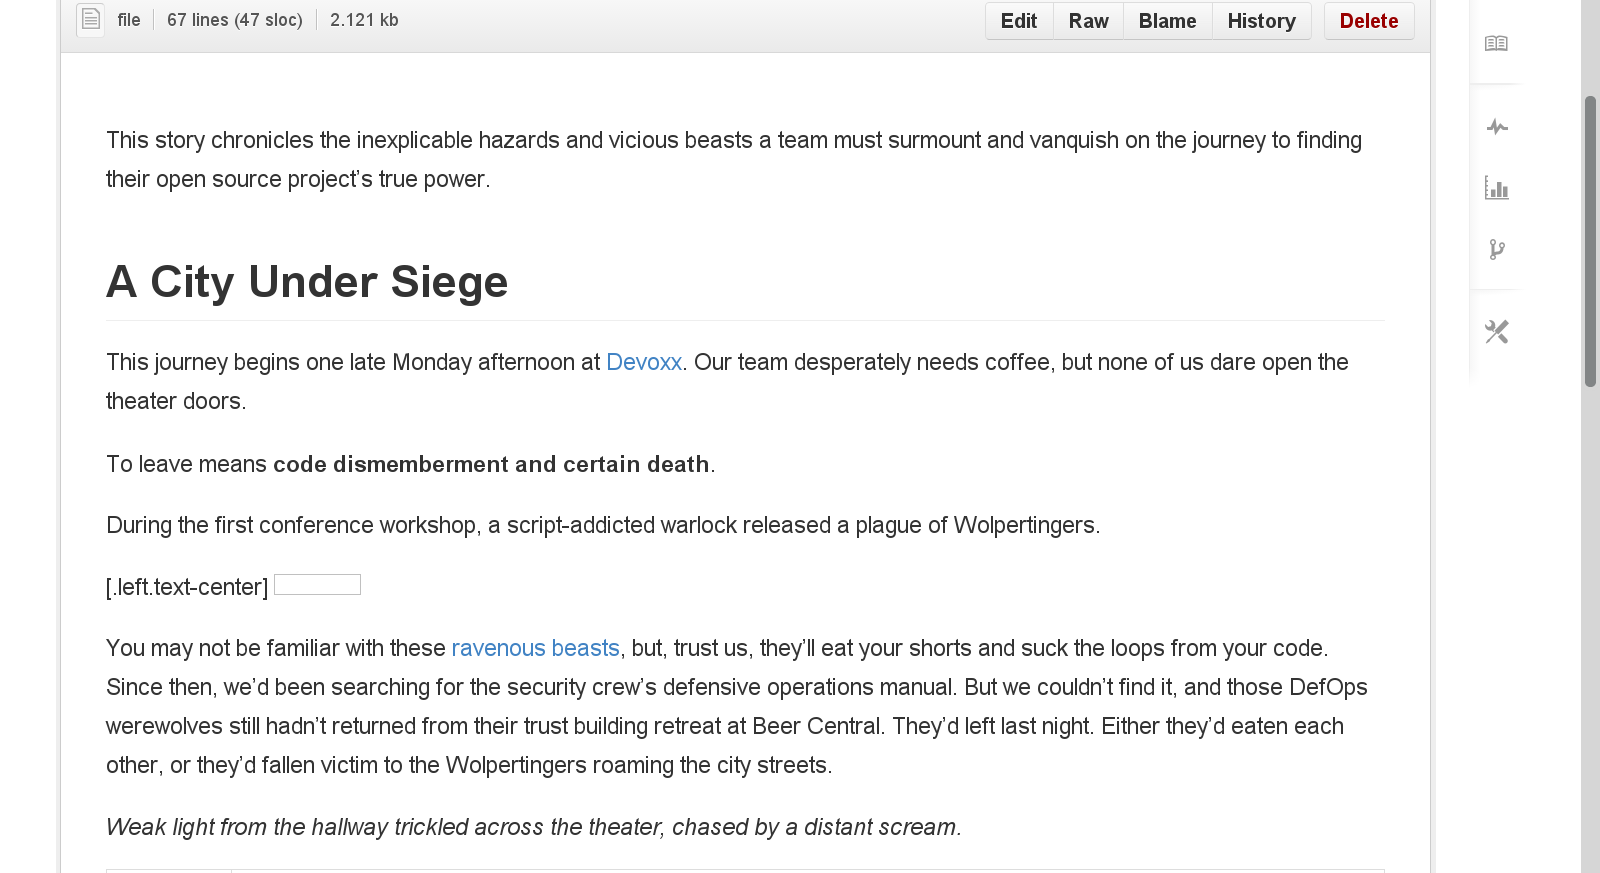 file 67 lines (47 sloc) 2.121 kb Edit Raw Blame History Delete
This story chronicles the inexplicable hazards and vicious beasts a team must surmount and vanquish on the journey to finding
their open source project’s true power.
A City Under Siege
This journey begins one late Monday afternoon at Devoxx. Our team desperately needs coffee, but none of us dare open the
theater doors.
To leave means code dismemberment and certain death.
During the first conference workshop, a script-addicted warlock released a plague of Wolpertingers.
[.left.text-center]
You may not be familiar with these ravenous beasts, but, trust us, they’ll eat your shorts and suck the loops from your code.
Since then, we’d been searching for the security crew’s defensive operations manual. But we couldn’t find it, and those DefOps
werewolves still hadn’t returned from their trust building retreat at Beer Central. They’d left last night. Either they’d eaten each
other, or they’d fallen victim to the Wolpertingers roaming the city streets.
Weak light from the hallway trickled across the theater, chased by a distant scream.